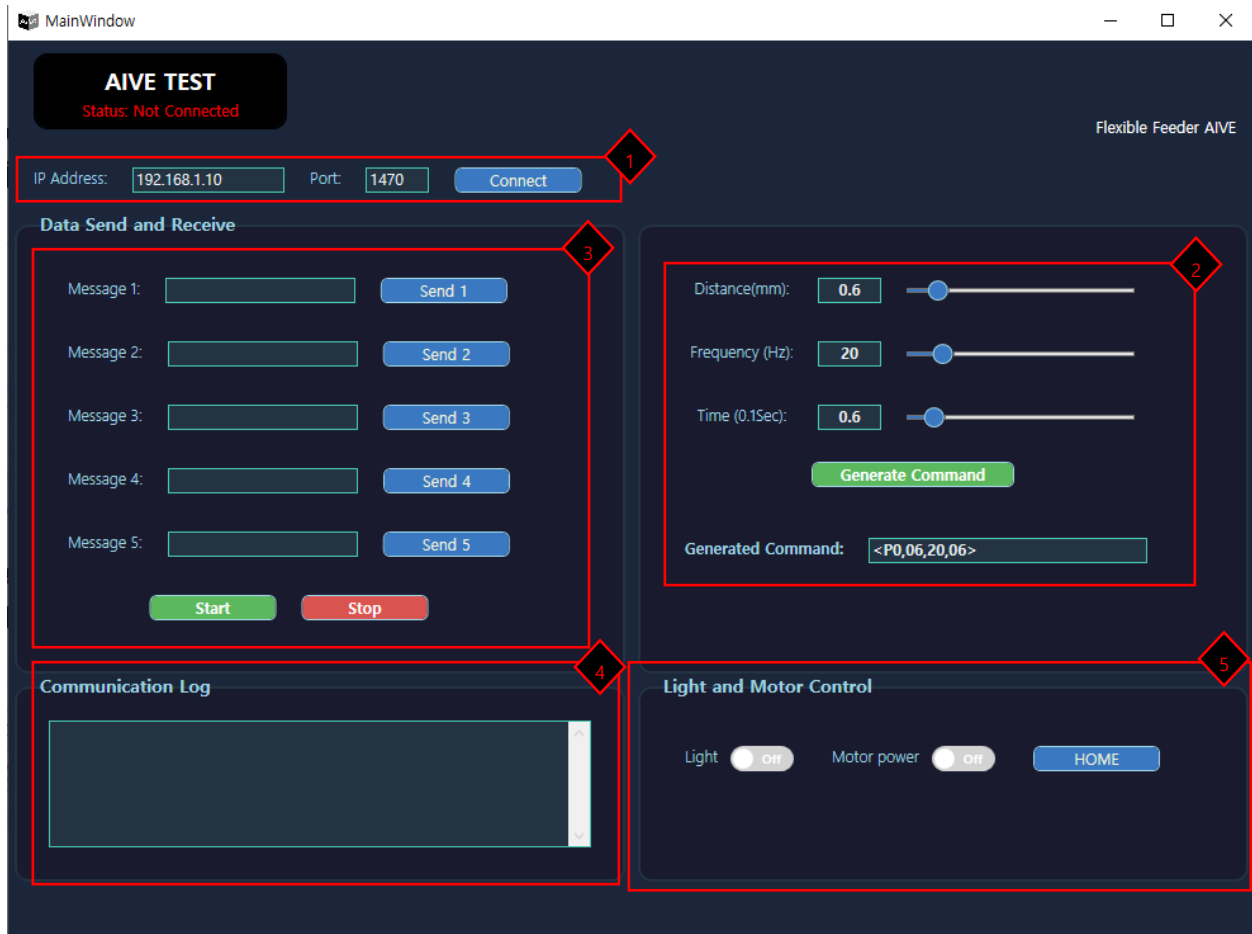 MainWindow
AIVE TEST
Status: Not Connected
Flexible Feeder AIVE
1
IP Address: 192.168.1.10 Port: 1470 Connect
Data Send and Receive
3
Message 1: Send 1
Message 2: Send 2
Message 3: Send 3
Message 4: Send 4
Message 5: Send 5
Start Stop
2
Distance(mm): 0.6
Frequency (Hz): 20
Time (0.1Sec): 0.6
Generate Command
Generated Command: <P0,06,20,06>
4
Communication Log
5
Light and Motor Control
Light Off Motor power Off HOME